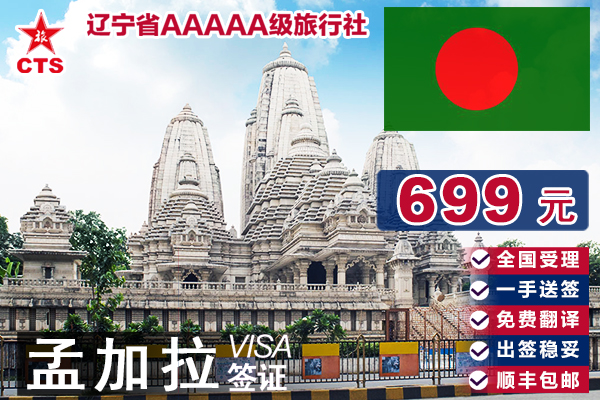 旅
CTS
辽宁省AAAAA级旅行社
699 元
全国受理
一手送签
免费翻译
出签稳妥
顺丰包邮
孟加拉 VISA
签证